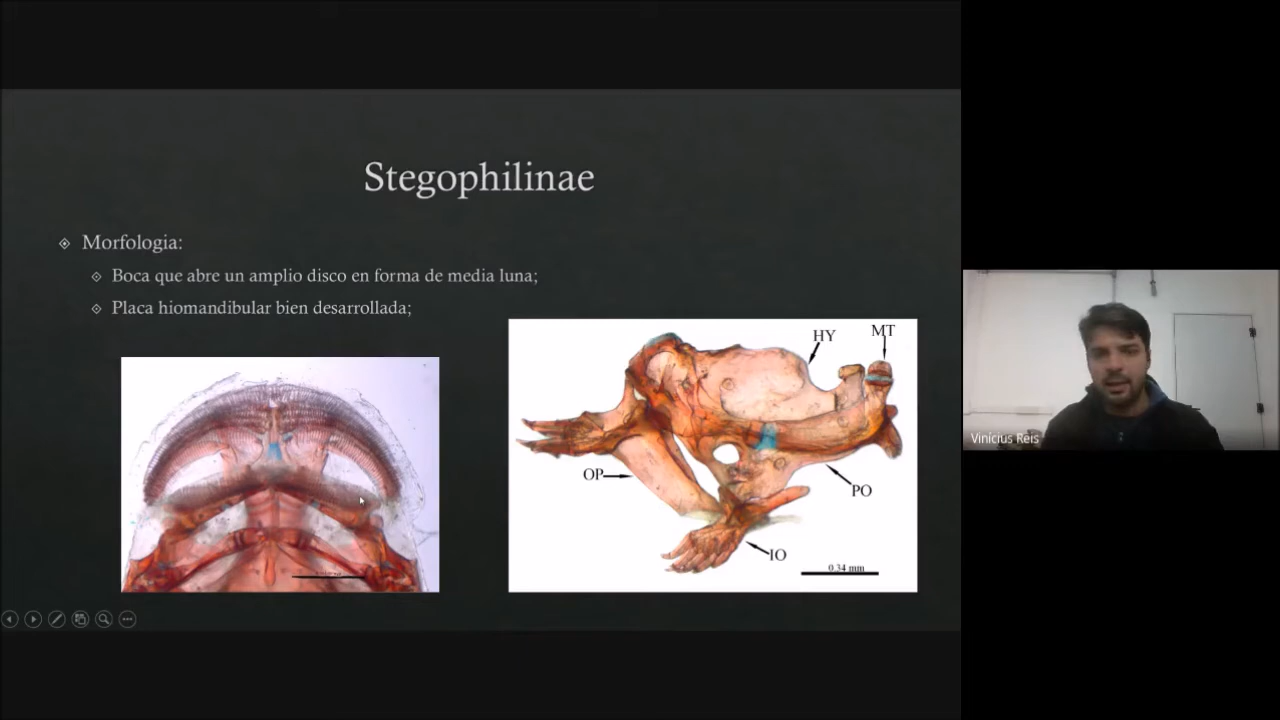 Stegophilinae
Morfologia:
Boca que abre un amplio disco en forma de media luna;
Placa hiomandibular bien desarrollada;
HY
MT
OP
PO
IO
0.34 mm
Vinícius Reis